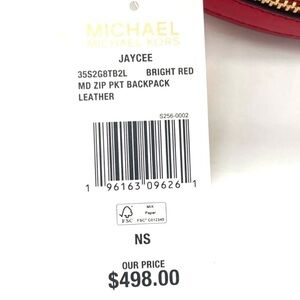 MICHAEL
MICHAEL KORS
JAYCEE
35S2G8TB2L BRIGHT RED
MD ZIP PKT BACKPACK
LEATHER
S256-0002
1 96163 09626 1
FSC
MIX
Paper
NS
OUR PRICE
$498.00